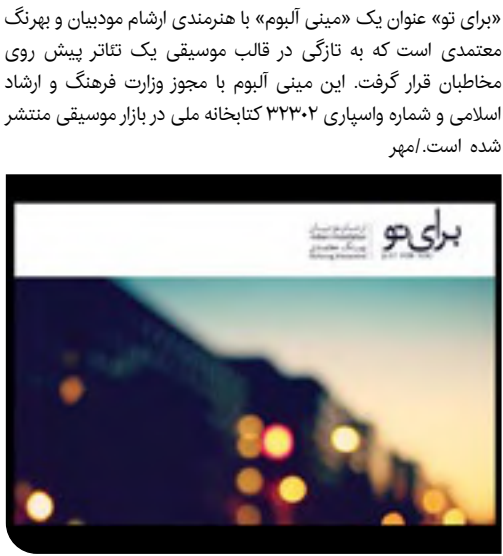 «برای تو» عنوان یک «مینی آلبوم» با هنرمندی ارشام مودبیان و بهرنگ
معتمدی است که به تازگی در قالب موسیقی یک تئاتر پیش روی
مخاطبان قرار گرفت. این مینی آلبوم با مجوز وزارت فرهنگ و ارشاد
اسلامی و شماره واسپاری ۳۲۳۰۲ کتابخانه ملی در بازار موسیقی منتشر
شده است./مهر
برای تو